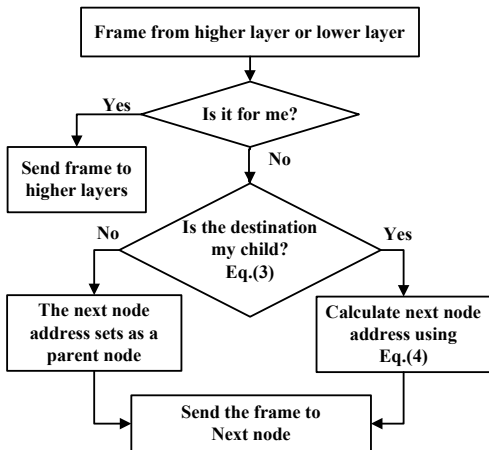 Frame from higher layer or lower layer
Yes
Is it for me?
Send frame to
higher layers
No
No
Is the destination
my child?
Eq.(3)
Yes
The next node
address sets as a
parent node
Calculate next node
address using
Eq.(4)
Send the frame to
Next node